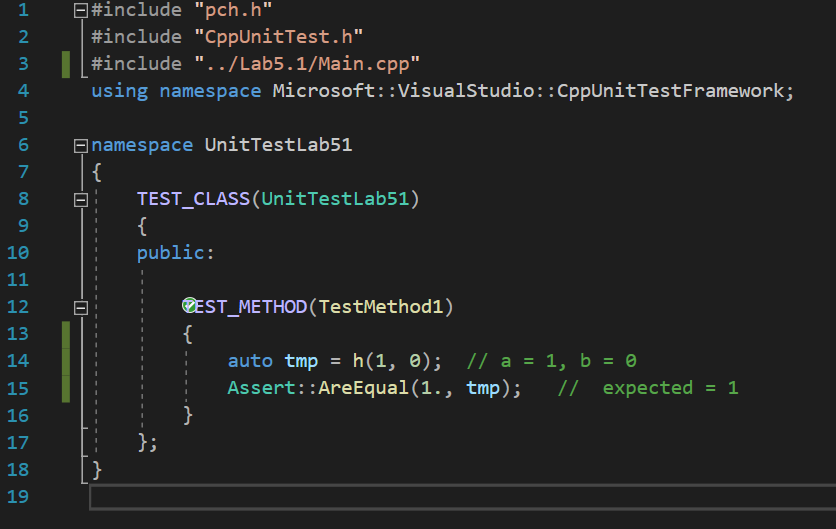 1 #include "pch.h"
2 #include "CppUnitTest.h"
3 #include "../Lab5.1/Main.cpp"
4 using namespace Microsoft::VisualStudio::CppUnitTestFramework;
5
6 namespace UnitTestLab51
7 {
8     TEST_CLASS(UnitTestLab51)
9     {
10     public:
11
12         TEST_METHOD(TestMethod1)
13         {
14             auto tmp = h(1, 0);  // a = 1, b = 0
15             Assert::AreEqual(1., tmp);   //  expected = 1
16         }
17     };
18 }
19